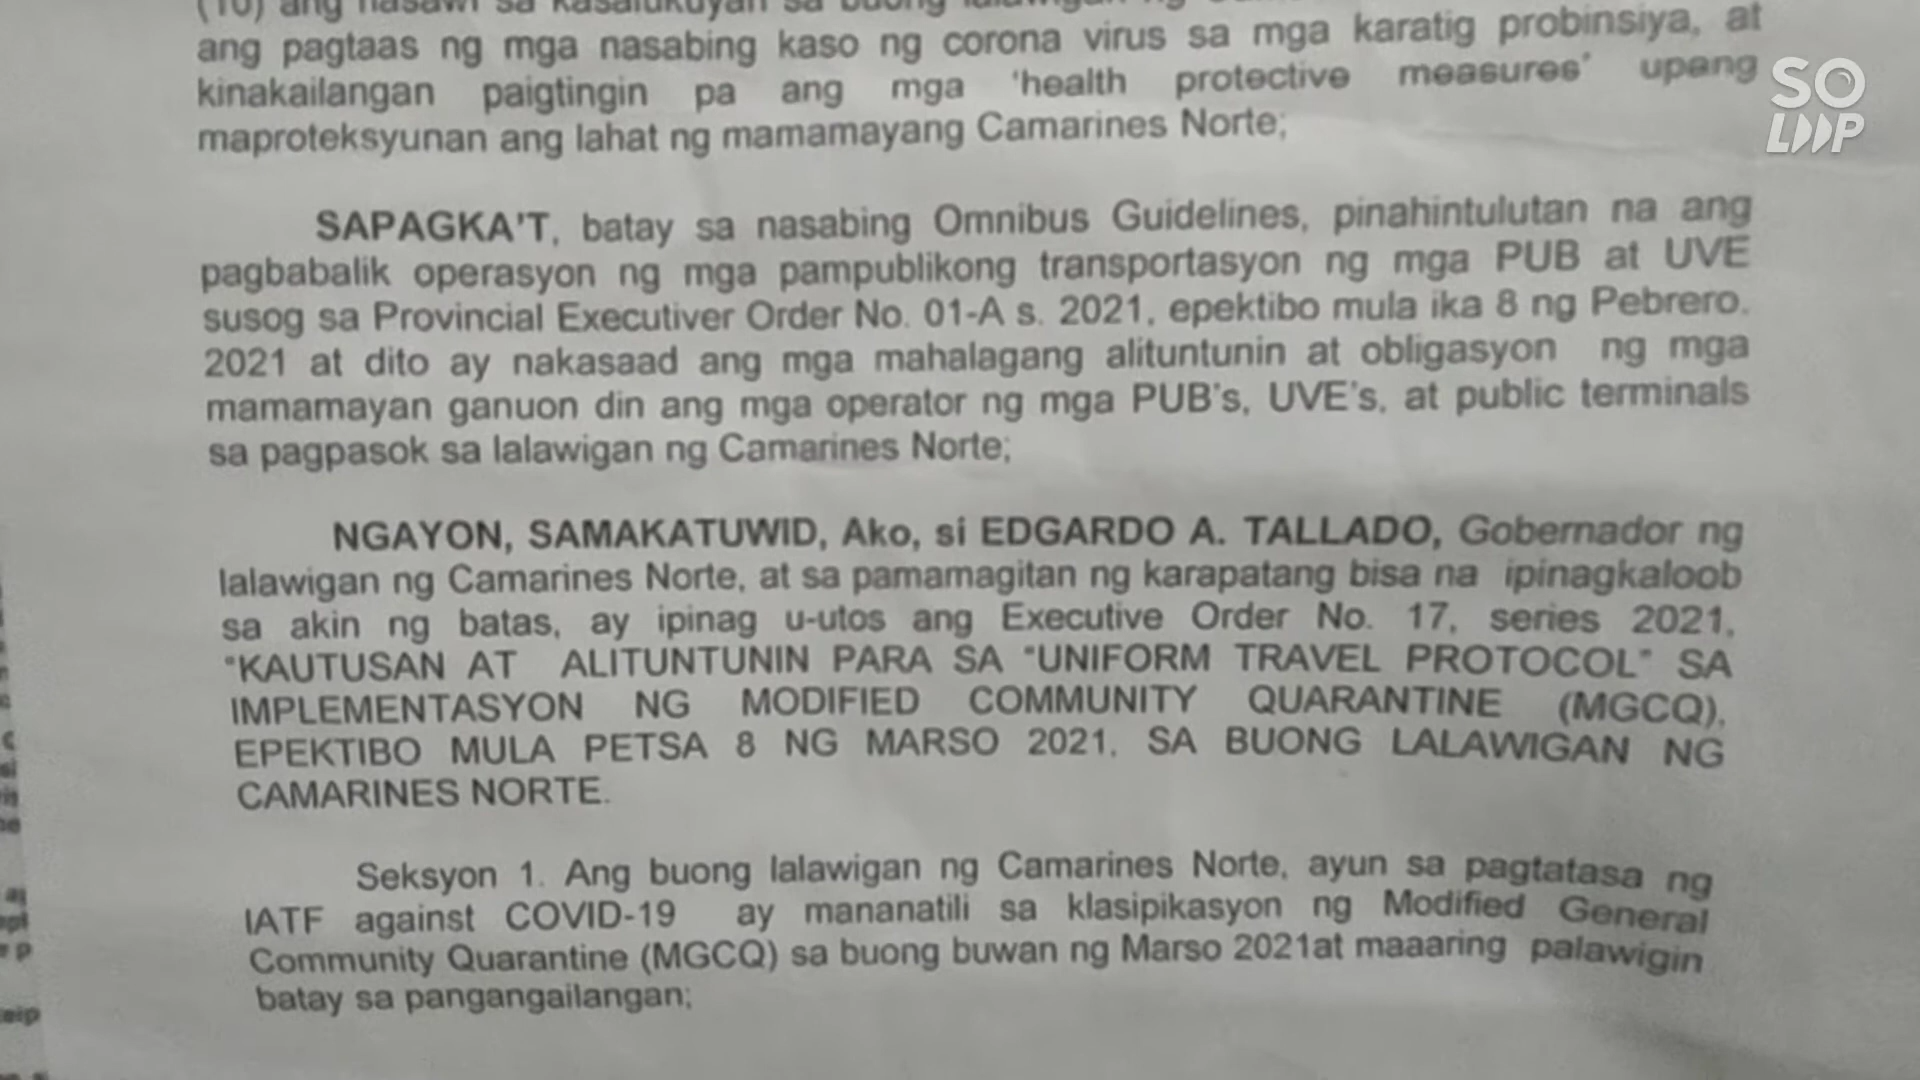 (10) ang nasawi sa kasalukuyan sa buong lalawigan ng
ang pagtaas ng mga nasabing kaso ng corona virus sa mga karatig probinsiya, at
kinakailangan paigtingin pa ang mga 'health protective measures' upang
maproteksyunan ang lahat ng mamamayang Camarines Norte;
SAPAGKA'T, batay sa nasabing Omnibus Guidelines, pinahintulutan na ang
pagbabalik operasyon ng mga pampublikong transportasyon ng mga PUB at UVE
susog sa Provincial Executiver Order No. 01-A s. 2021, epektibo mula ika 8 ng Pebrero,
2021 at dito ay nakasaad ang mga mahalagang alituntunin at obligasyon ng mga
mamamayan ganuon din ang mga operator ng mga PUB's, UVE's, at public terminals
sa pagpasok sa lalawigan ng Camarines Norte;
NGAYON, SAMAKATUWID, Ako, si EDGARDO A. TALLADO, Gobernador ng
lalawigan ng Camarines Norte, at sa pamamagitan ng karapatang bisa na ipinagkaloob
sa akin ng batas, ay ipinag u-utos ang Executive Order No. 17, series 2021,
"KAUTUSAN AT ALITUNTUNIN PARA SA "UNIFORM TRAVEL PROTOCOL" SA
IMPLEMENTASYON NG MODIFIED COMMUNITY QUARANTINE (MGCQ),
EPEKTIBO MULA PETSA 8 NG MARSO 2021, SA BUONG LALAWIGAN NG
CAMARINES NORTE.
Seksyon 1. Ang buong lalawigan ng Camarines Norte, ayun sa pagtatasa ng
IATF against COVID-19 ay mananatili sa klasipikasyon ng Modified General
Community Quarantine (MGCQ) sa buong buwan ng Marso 2021at maaaring palawigin
batay sa pangangailangan;
SO
LOOP